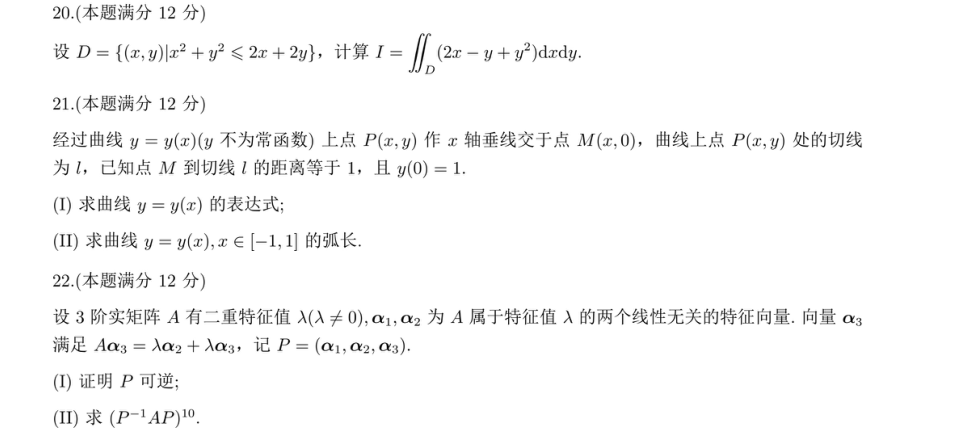 20.(本题满分 12 分)
设 D = {(x, y)|x² + y² ⩽ 2x + 2y}，计算 I = ∬_D (2x − y + y²)dxdy.
21.(本题满分 12 分)
经过曲线 y = y(x)(y 不为常函数) 上点 P(x, y) 作 x 轴垂线交于点 M(x, 0)，曲线上点 P(x, y) 处的切线
为 l，已知点 M 到切线 l 的距离等于 1，且 y(0) = 1.
(I) 求曲线 y = y(x) 的表达式;
(II) 求曲线 y = y(x), x ∈ [−1, 1] 的弧长.
22.(本题满分 12 分)
设 3 阶实矩阵 A 有二重特征值 λ(λ ≠ 0), α₁, α₂ 为 A 属于特征值 λ 的两个线性无关的特征向量. 向量 α₃
满足 Aα₃ = λα₂ + λα₃，记 P = (α₁, α₂, α₃).
(I) 证明 P 可逆;
(II) 求 (P⁻¹AP)¹⁰.